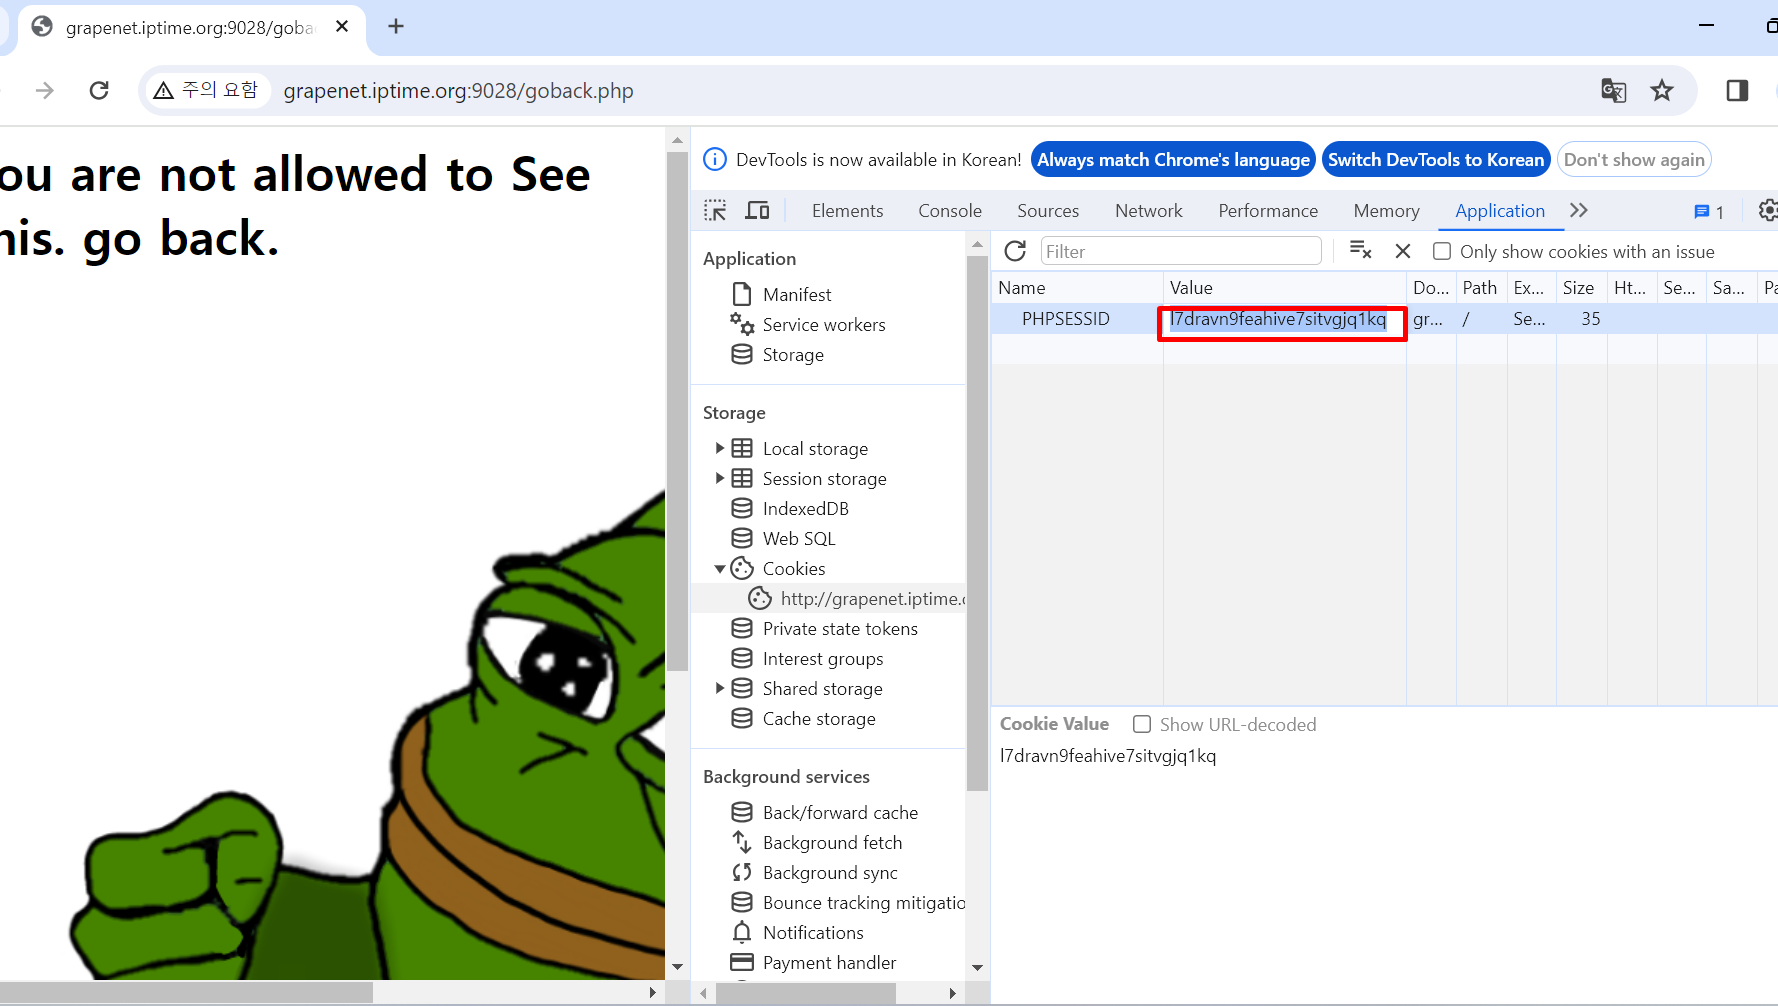 grapenet.iptime.org:9028/goba
주의 요함
grapenet.iptime.org:9028/goback.php
ou are not allowed to See
his. go back.
DevTools is now available in Korean!
Always match Chrome's language
Switch DevTools to Korean
Don't show again
Elements
Console
Sources
Network
Performance
Memory
Application
1
Application
Manifest
Service workers
Storage
Storage
Local storage
Session storage
IndexedDB
Web SQL
Cookies
http://grapenet.iptime.
Private state tokens
Interest groups
Shared storage
Cache storage
Background services
Back/forward cache
Background fetch
Background sync
Bounce tracking mitigatio
Notifications
Payment handler
Filter
Only show cookies with an issue
Name Value Do... Path Ex... Size Ht... Se... Sa... Pa
PHPSESSID l7dravn9feahive7sitvgjq1kq gr... / Se... 35
Cookie Value
Show URL-decoded
l7dravn9feahive7sitvgjq1kq